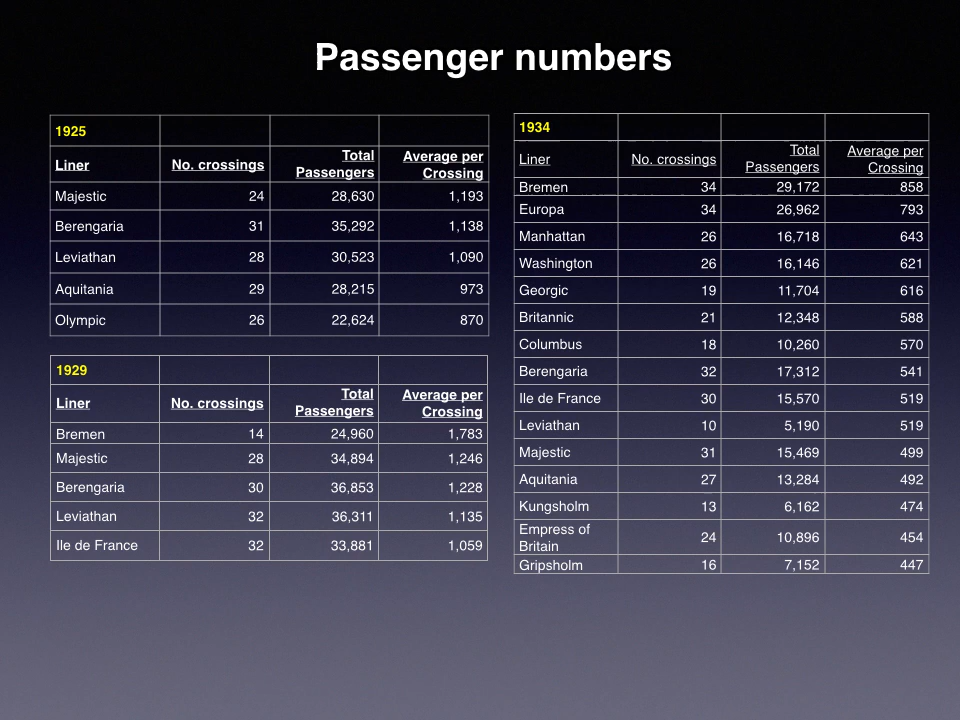 Passenger numbers
1925
Liner No. crossings Total Passengers Average per Crossing
Majestic 24 28,630 1,193
Berengaria 31 35,292 1,138
Leviathan 28 30,523 1,090
Aquitania 29 28,215 973
Olympic 26 22,624 870
1929
Liner No. crossings Total Passengers Average per Crossing
Bremen 14 24,960 1,783
Majestic 28 34,894 1,246
Berengaria 30 36,853 1,228
Leviathan 32 36,311 1,135
Ile de France 32 33,881 1,059
1934
Liner No. crossings Total Passengers Average per Crossing
Bremen 34 29,172 858
Europa 34 26,962 793
Manhattan 26 16,718 643
Washington 26 16,146 621
Georgic 19 11,704 616
Britannic 21 12,348 588
Columbus 18 10,260 570
Berengaria 32 17,312 541
Ile de France 30 15,570 519
Leviathan 10 5,190 519
Majestic 31 15,469 499
Aquitania 27 13,284 492
Kungsholm 13 6,162 474
Empress of Britain 24 10,896 454
Gripsholm 16 7,152 447